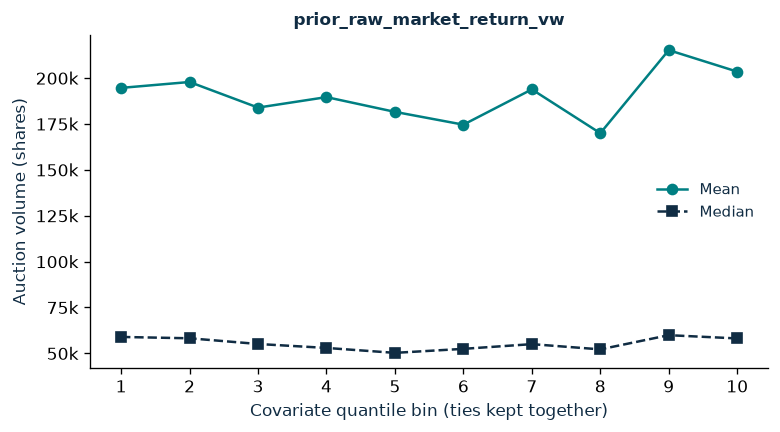 prior_raw_market_return_vw
Auction volume (shares)
200k
175k
150k
125k
100k
75k
50k
Mean
Median
1 2 3 4 5 6 7 8 9 10
Covariate quantile bin (ties kept together)